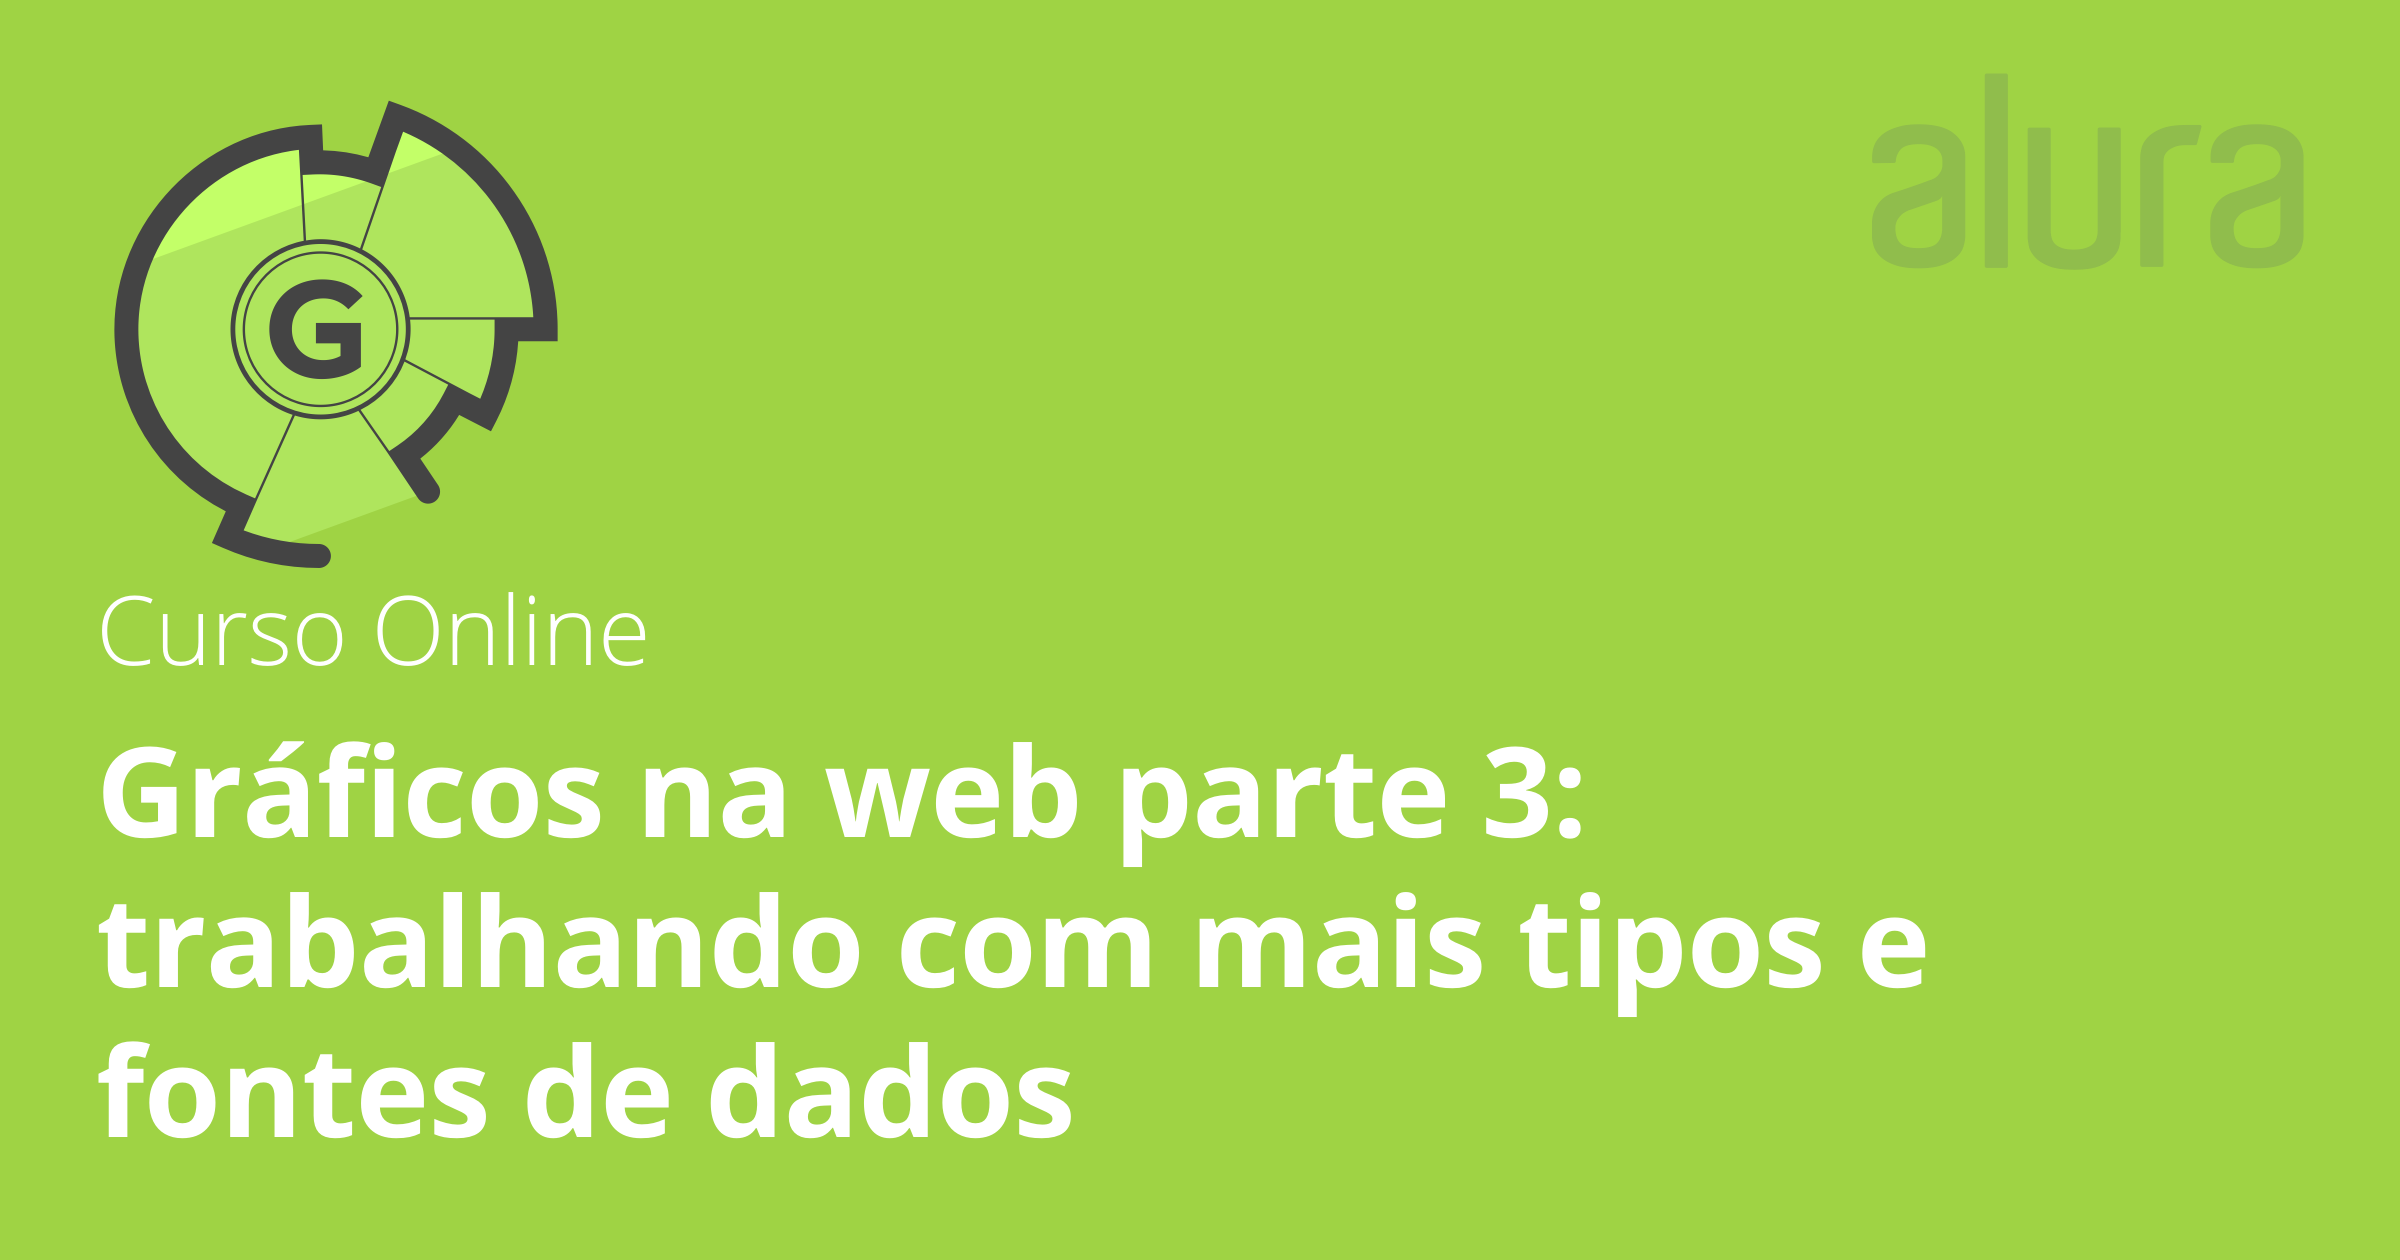 alura
G
Curso Online
Gráficos na web parte 3:
trabalhando com mais tipos e
fontes de dados